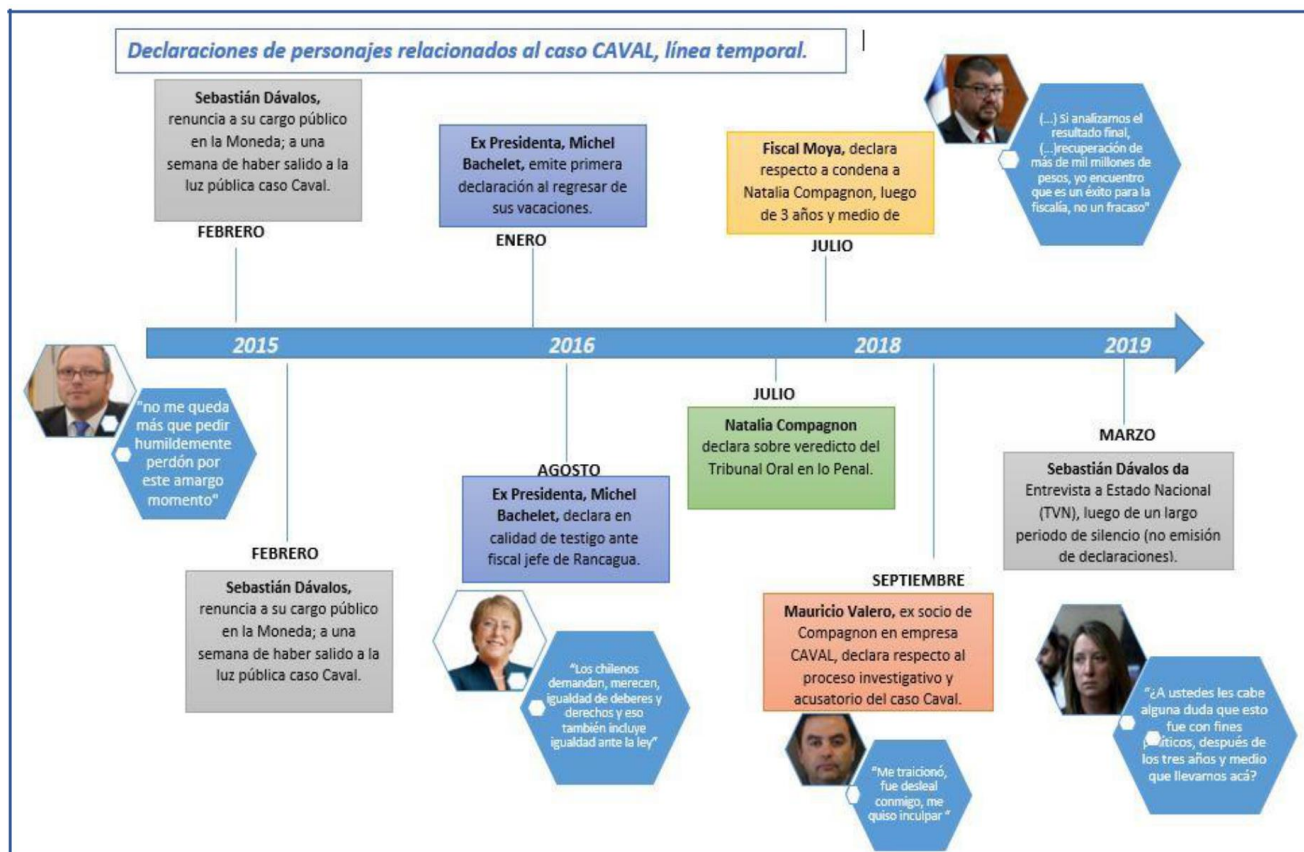 Declaraciones de personajes relacionados al caso CAVAL, línea temporal.
Sebastián Dávalos,
renuncia a su cargo público
en la Moneda; a una
semana de haber salido a la
luz pública caso Caval.
FEBRERO
Ex Presidenta, Michel
Bachelet, emite primera
declaración al regresar de
sus vacaciones.
ENERO
Fiscal Moya, declara
respecto a condena a
Natalia Compagnon, luego
de 3 años y medio de
JULIO
(...) Si analizamos el
resultado final,
(...)recuperación de
más de mil millones de
pesos, yo encuentro
que es un éxito para la
fiscalía, no un fracaso"
2015
2016
2018
2019
"no me queda
más que pedir
humildemente
perdón por
este amargo
momento"
FEBRERO
Sebastián Dávalos,
renuncia a su cargo público
en la Moneda; a una
semana de haber salido a la
luz pública caso Caval.
AGOSTO
Ex Presidenta, Michel
Bachelet, declara en
calidad de testigo ante
fiscal jefe de Rancagua.
"Los chilenos
demandan, merecen,
igualdad de deberes y
derechos y eso
también incluye
igualdad ante la ley"
JULIO
Natalia Compagnon
declara sobre veredicto del
Tribunal Oral en lo Penal.
SEPTIEMBRE
Mauricio Valero, ex socio de
Compagnon en empresa
CAVAL, declara respecto al
proceso investigativo y
acusatorio del caso Caval.
"Me traicionó,
fue desleal
conmigo, me
quiso inculpar "
MARZO
Sebastián Dávalos da
Entrevista a Estado Nacional
(TVN), luego de un largo
periodo de silencio (no emisión
de declaraciones).
"¿A ustedes les cabe
alguna duda que esto
fue con fines
políticos, después de
los tres años y medio
que llevamos acá?